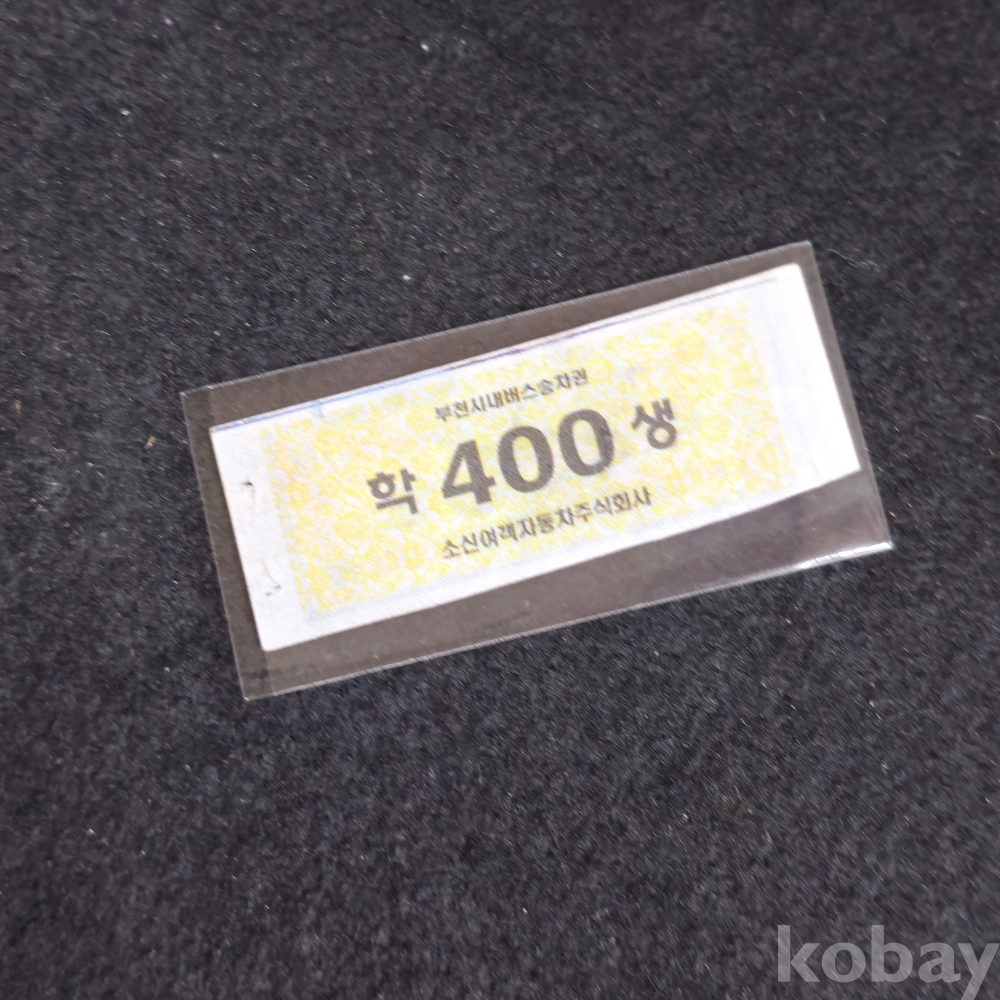 부천시내버스승차권
학 400 생
소신여객자동차주식회사
kobay